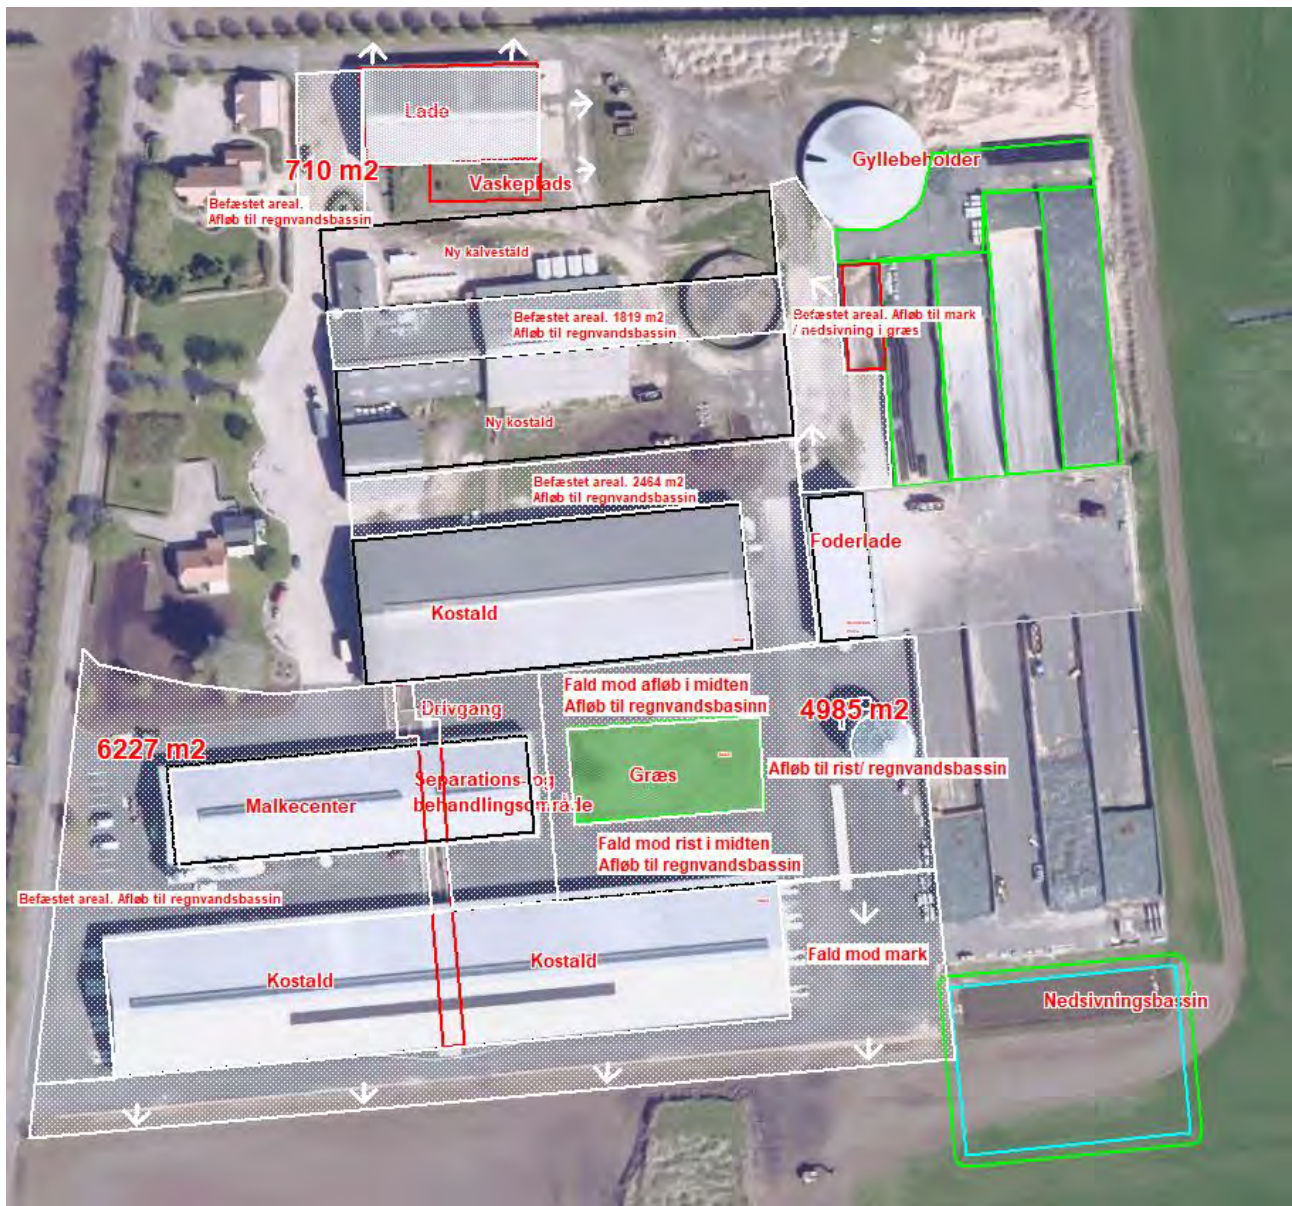 Lade
Gyllebeholder
710 m2
Vaskeplads
Befæstet areal.
Afløb til regnvandsbassin
Ny kalvestald
Befæstet areal. 1819 m2
Afløb til regnvandsbassin
Befæstet areal. Afløb til mark
/ nedsivning i græs
Ny kostald
Befæstet areal. 2464 m2
Afløb til regnvandsbassin
Foderlade
Kostald
Fald mod afløb i midten
Afløb til regnvandsbasinn
Drivgang
4985 m2
6227 m2
Afløb til rist/ regnvandsbassin
Græs
Separations- og
behandlingsområde
Malkecenter
Fald mod rist i midten
Afløb til regnvandsbassin
Befæstet areal. Afløb til regnvandsbassin
Fald mod mark
Kostald
Kostald
Nedsivningsbassin